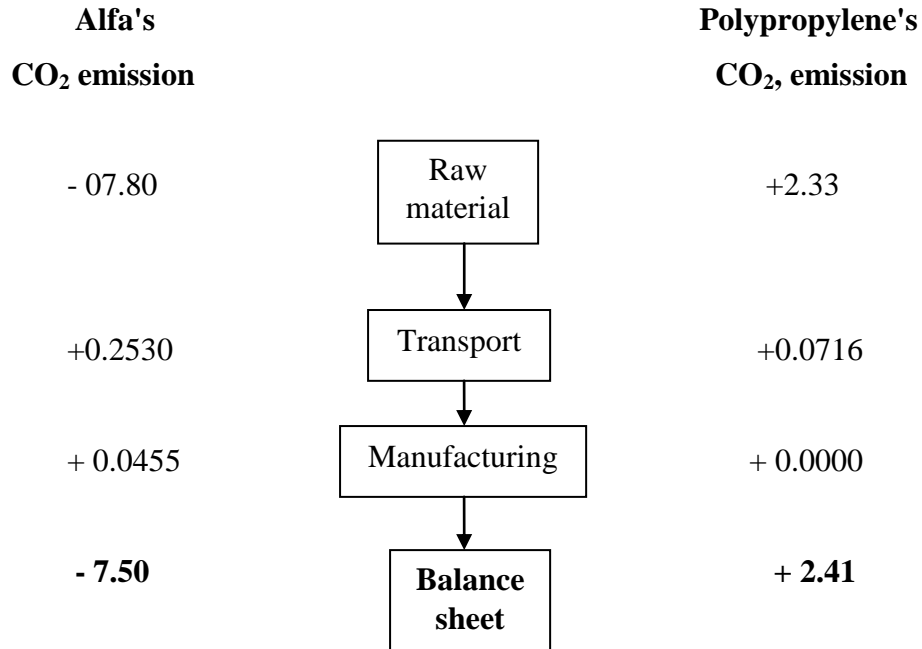 Alfa's
CO₂ emission
Polypropylene's
CO₂, emission
- 07.80
Raw
material
+2.33
+0.2530
Transport
+0.0716
+ 0.0455
Manufacturing
+ 0.0000
- 7.50
Balance
sheet
+ 2.41